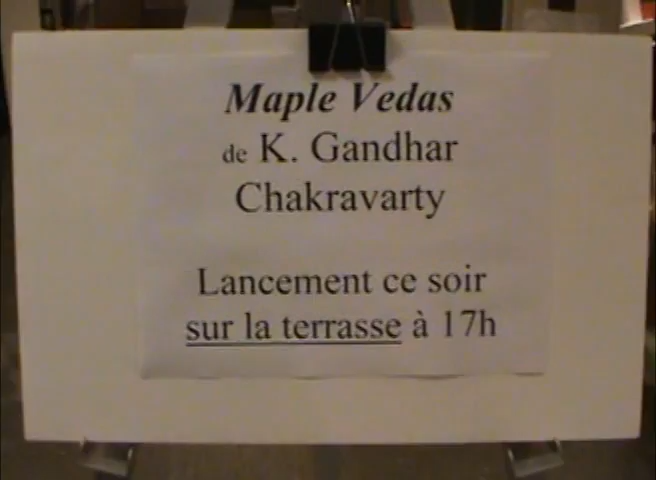 Maple Vedas
de K. Gandhar
Chakravarty
Lancement ce soir
sur la terrasse à 17h